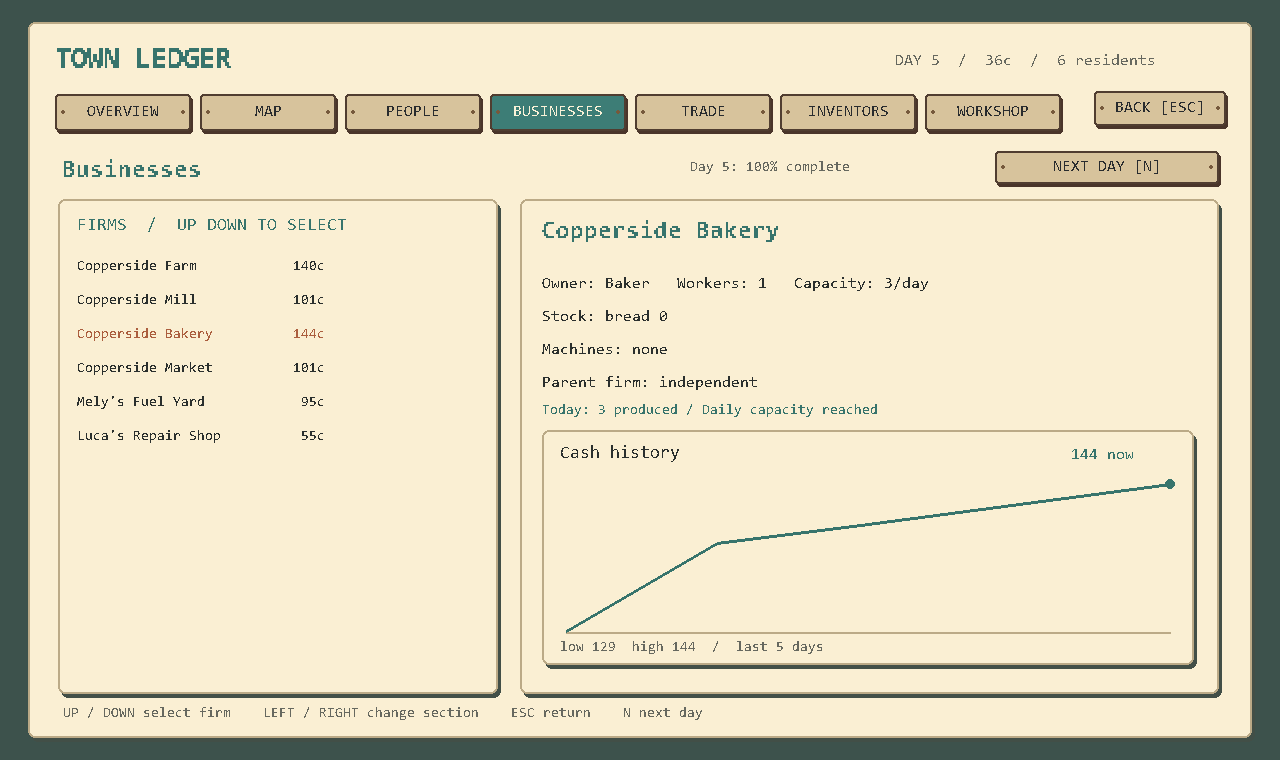 TOWN LEDGER
DAY 5 / 36c / 6 residents
OVERVIEW
MAP
PEOPLE
BUSINESSES
TRADE
INVENTORS
WORKSHOP
BACK [ESC]
Businesses
Day 5: 100% complete
NEXT DAY [N]
FIRMS / UP DOWN TO SELECT
Copperside Farm 140c
Copperside Mill 101c
Copperside Bakery 144c
Copperside Market 101c
Mely's Fuel Yard 95c
Luca's Repair Shop 55c
Copperside Bakery
Owner: Baker Workers: 1 Capacity: 3/day
Stock: bread 0
Machines: none
Parent firm: independent
Today: 3 produced / Daily capacity reached
Cash history
144 now
low 129 high 144 / last 5 days
UP / DOWN select firm LEFT / RIGHT change section ESC return N next day